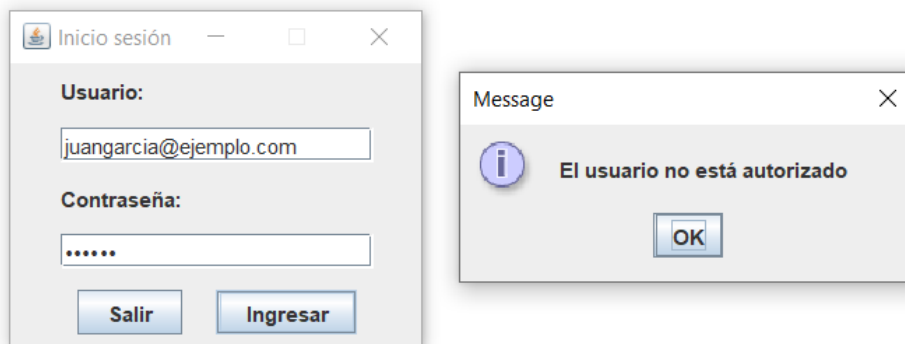 Inicio sesión
Usuario:
juangarcia@ejemplo.com
Contraseña:
••••••
Salir
Ingresar
Message
El usuario no está autorizado
OK